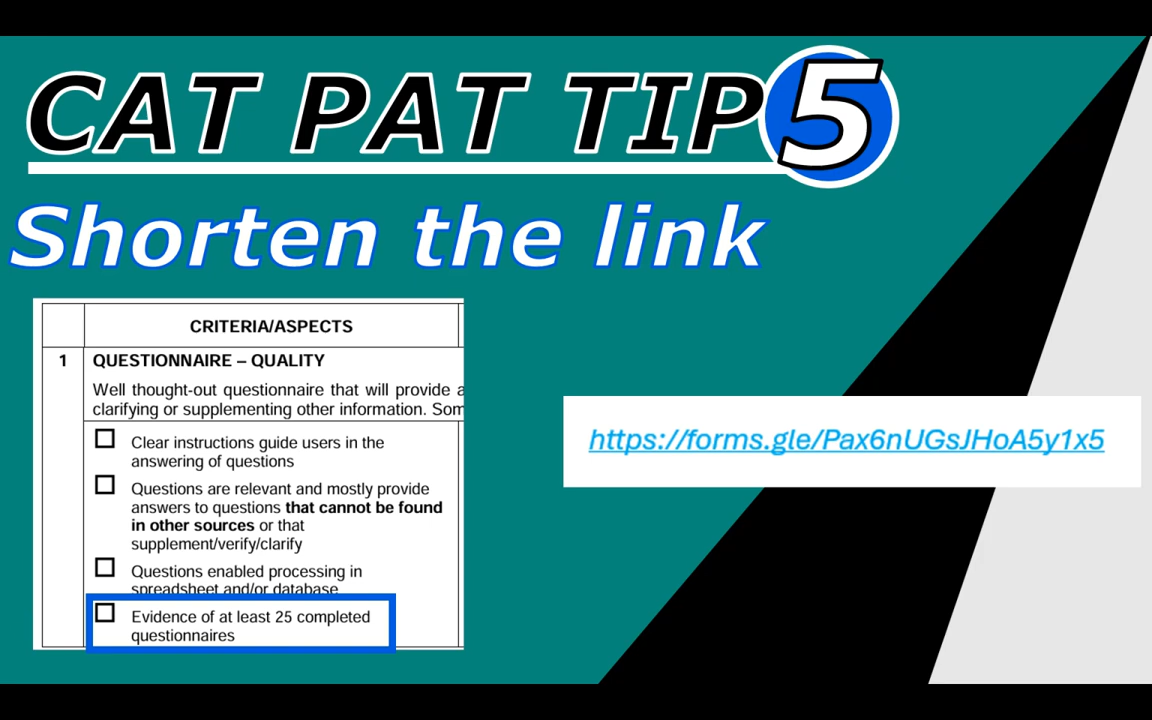 CAT PAT TIP 5
Shorten the link
CRITERIA/ASPECTS
1 QUESTIONNAIRE – QUALITY
Well thought-out questionnaire that will provide a
clarifying or supplementing other information. Som
Clear instructions guide users in the
answering of questions
Questions are relevant and mostly provide
answers to questions that cannot be found
in other sources or that
supplement/verify/clarify
Questions enabled processing in
spreadsheet and/or database
Evidence of at least 25 completed
questionnaires
https://forms.gle/Pax6nUGsJHoA5y1x5